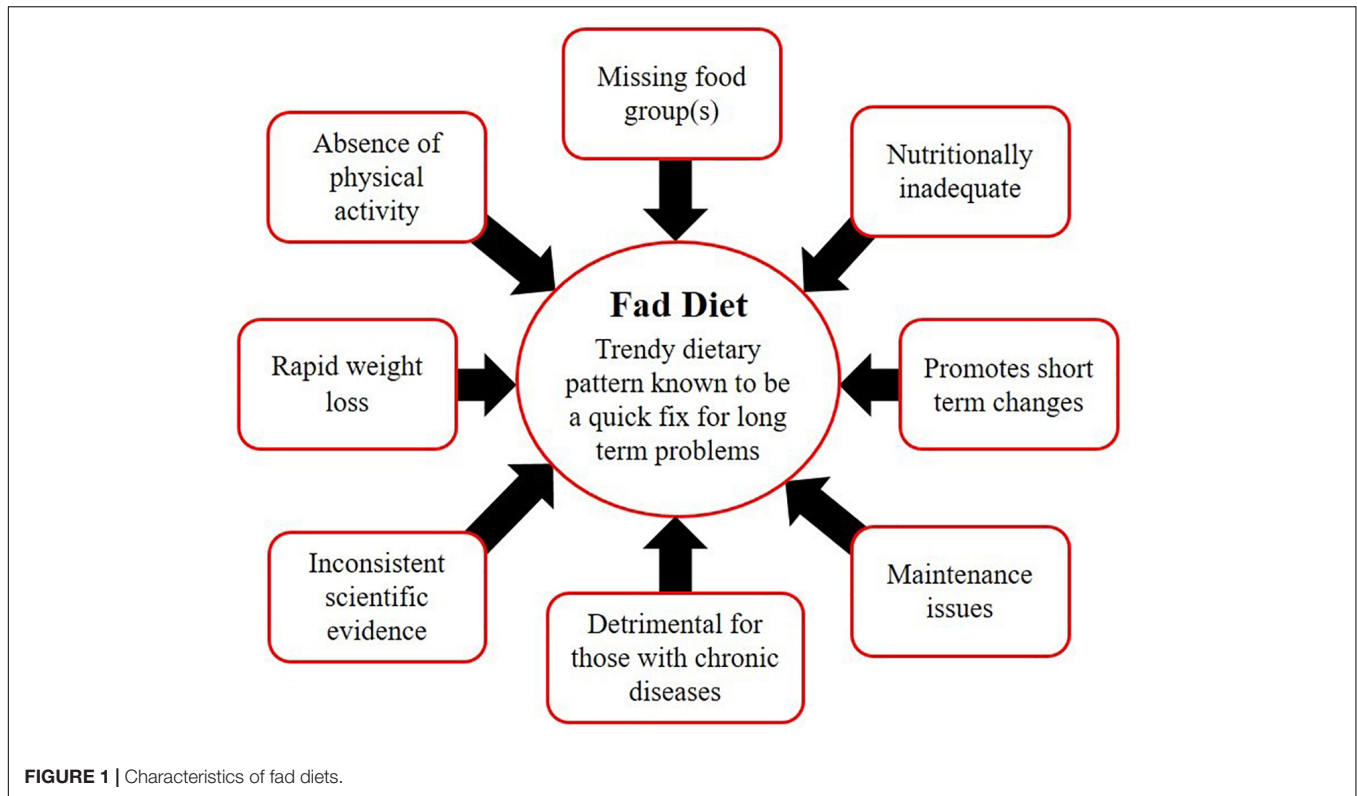 Missing food
group(s)
Absence of
physical
activity
Nutritionally
inadequate
Fad Diet
Trendy dietary
pattern known to be
a quick fix for long
term problems
Rapid weight
loss
Promotes short
term changes
Inconsistent
scientific
evidence
Detrimental for
those with chronic
diseases
Maintenance
issues
FIGURE 1 | Characteristics of fad diets.